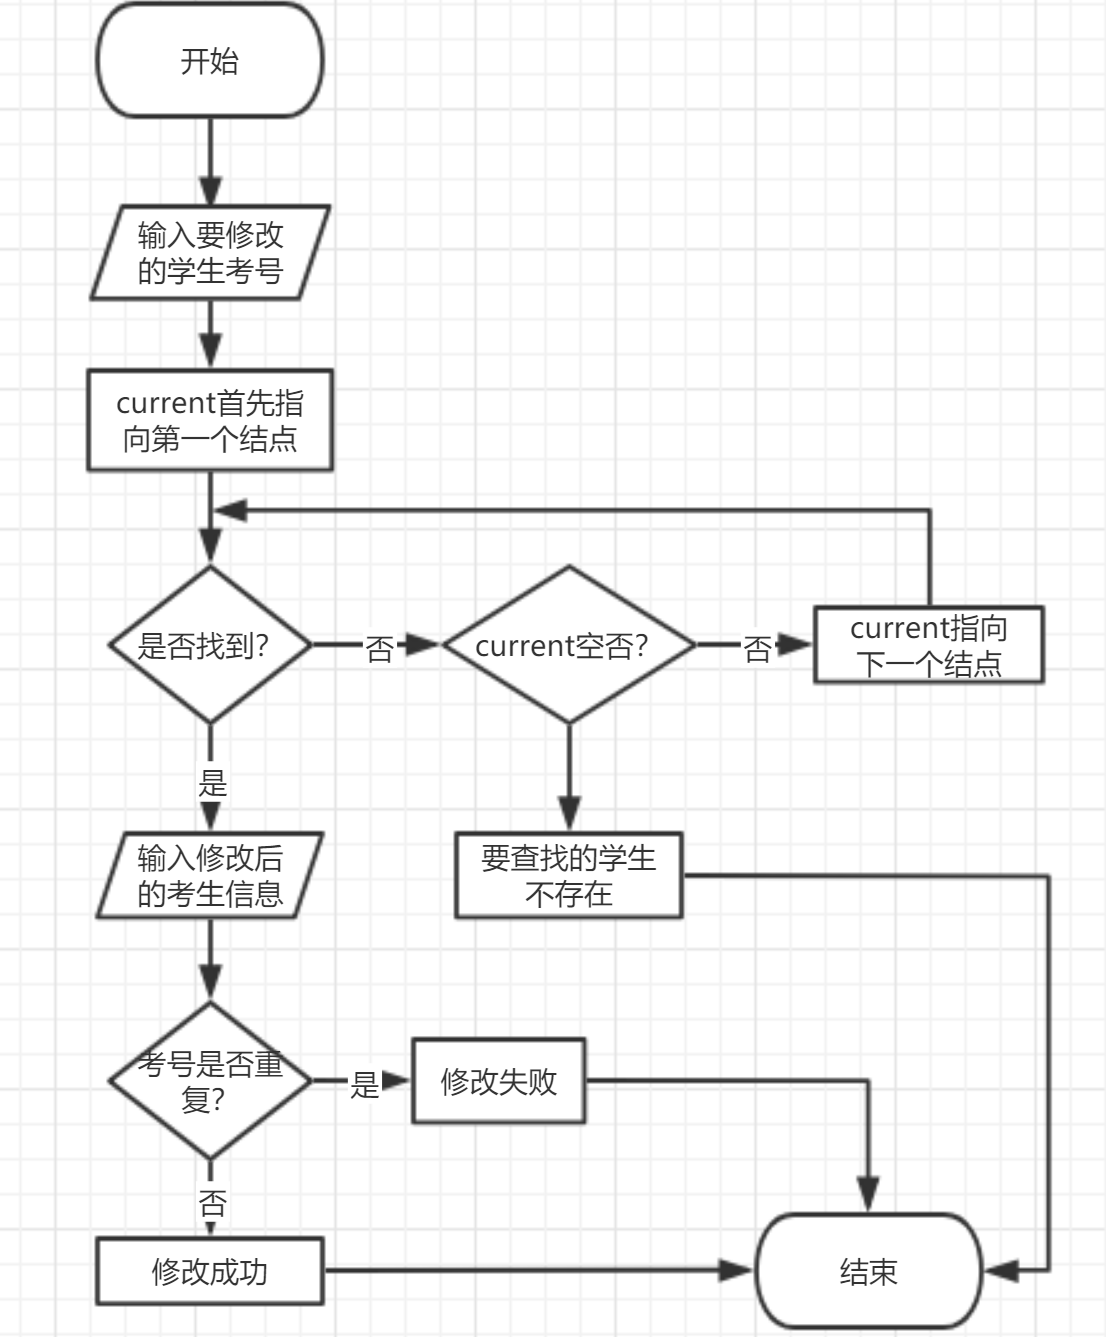 开始
输入要修改
的学生考号
current首先指
向第一个结点
是否找到?
否
current空否?
否
current指向
下一个结点
是
输入修改后
的考生信息
要查找的学生
不存在
考号是否重
复?
是
修改失败
否
修改成功
结束